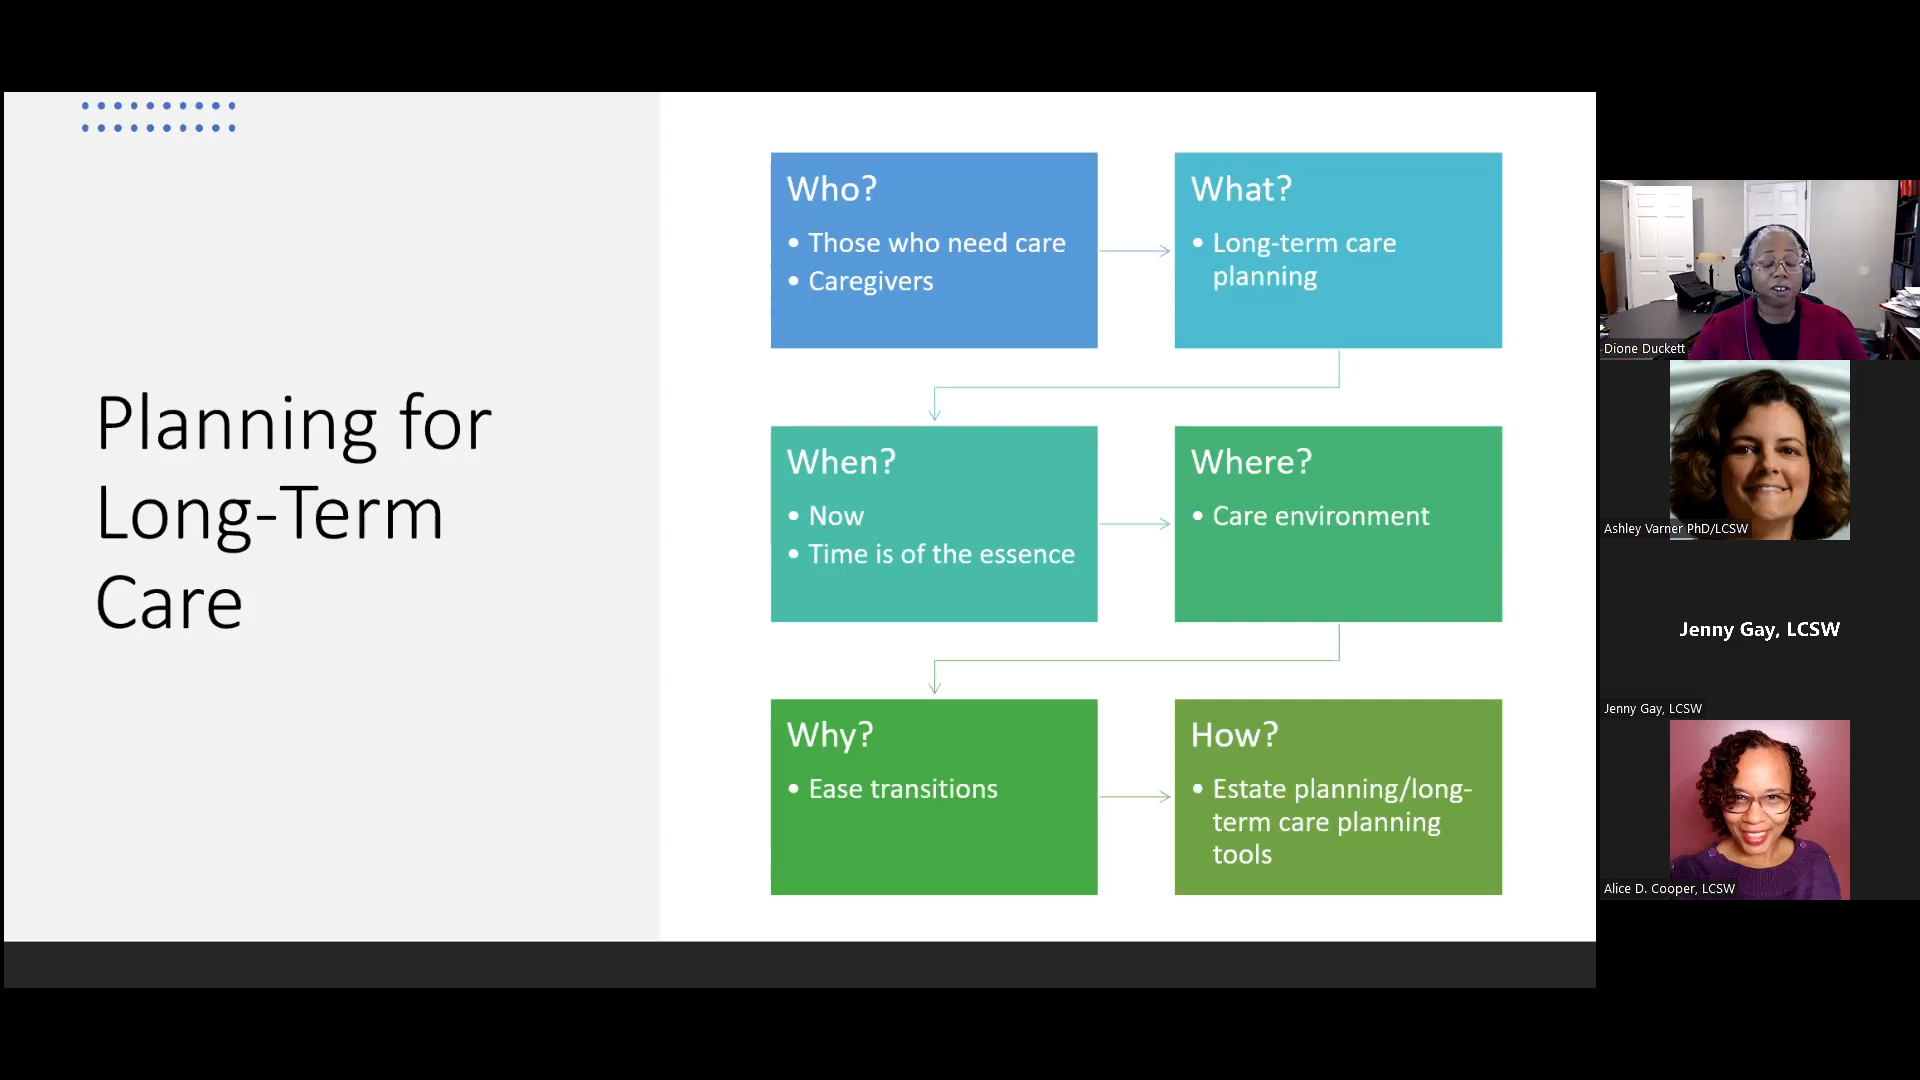 Planning for
Long-Term
Care
Who?
• Those who need care
• Caregivers
What?
• Long-term care
planning
When?
• Now
• Time is of the essence
Where?
• Care environment
Why?
• Ease transitions
How?
• Estate planning/long-
term care planning
tools
Dione Duckett
Ashley Varner PhD/LCSW
Jenny Gay, LCSW
Jenny Gay, LCSW
Alice D. Cooper, LCSW